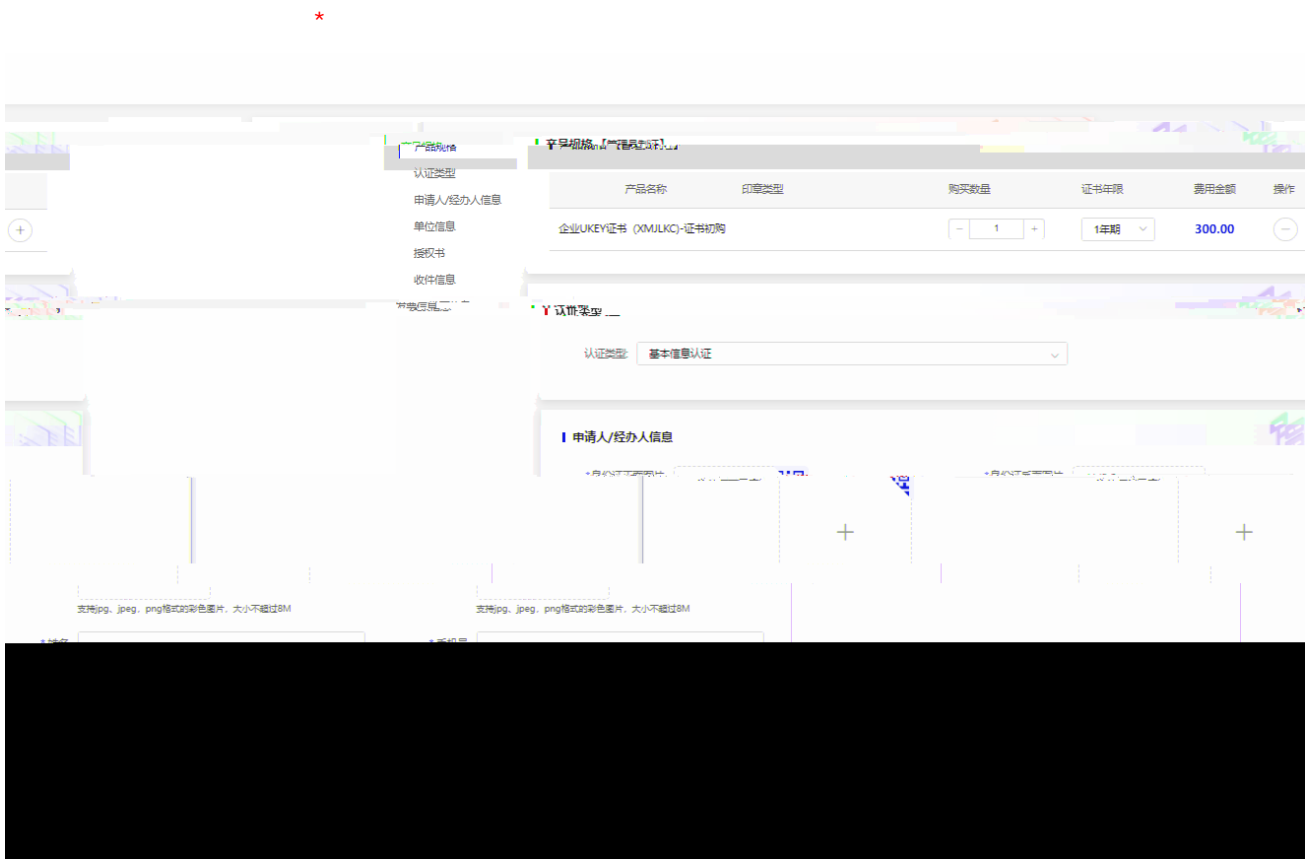 *
产品规格
认证类型
申请人/经办人信息
单位信息
授权书
收件信息
产品名称 印章类型 购买数量 证书年限 费用金额 操作
企业UKEY证书（XMJLKC)-证书初购 - 1 + 1年期 300.00
认证类型
认证类型: 基本信息认证
申请人/经办人信息
支持jpg、jpeg、png格式的彩色图片，大小不超过8M
支持jpg、jpeg、png格式的彩色图片，大小不超过8M